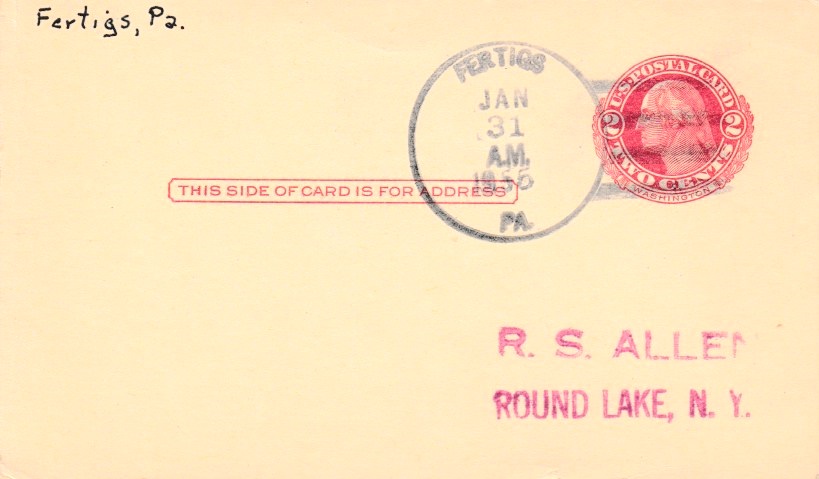 Fertigs, Pa.
FERTIGS
JAN
31
A.M.
1955
PA.
U.S. POSTAL CARD
2 2
TWO CENTS
WASHINGTON
THIS SIDE OF CARD IS FOR ADDRESS
R. S. ALLEN
ROUND LAKE, N. Y.